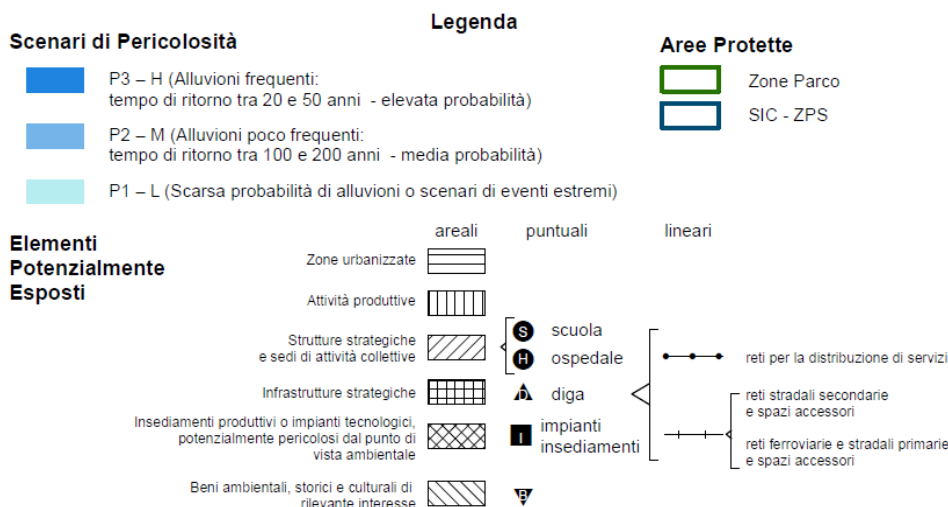 Legenda
Scenari di Pericolosità
P3 – H (Alluvioni frequenti:
tempo di ritorno tra 20 e 50 anni - elevata probabilità)
P2 – M (Alluvioni poco frequenti:
tempo di ritorno tra 100 e 200 anni - media probabilità)
P1 – L (Scarsa probabilità di alluvioni o scenari di eventi estremi)
Aree Protette
Zone Parco
SIC - ZPS
Elementi
Potenzialmente
Esposti
areali puntuali lineari
Zone urbanizzate
Attività produttive
Strutture strategiche
e sedi di attività collettive
S scuola
H ospedale
Infrastrutture strategiche
D diga
Insediamenti produttivi o impianti tecnologici,
potenzialmente pericolosi dal punto di
vista ambientale
I impianti
insediamenti
Beni ambientali, storici e culturali di
rilevante interesse
B
reti per la distribuzione di servizi
reti stradali secondarie
e spazi accessori
reti ferroviarie e stradali primarie
e spazi accessori